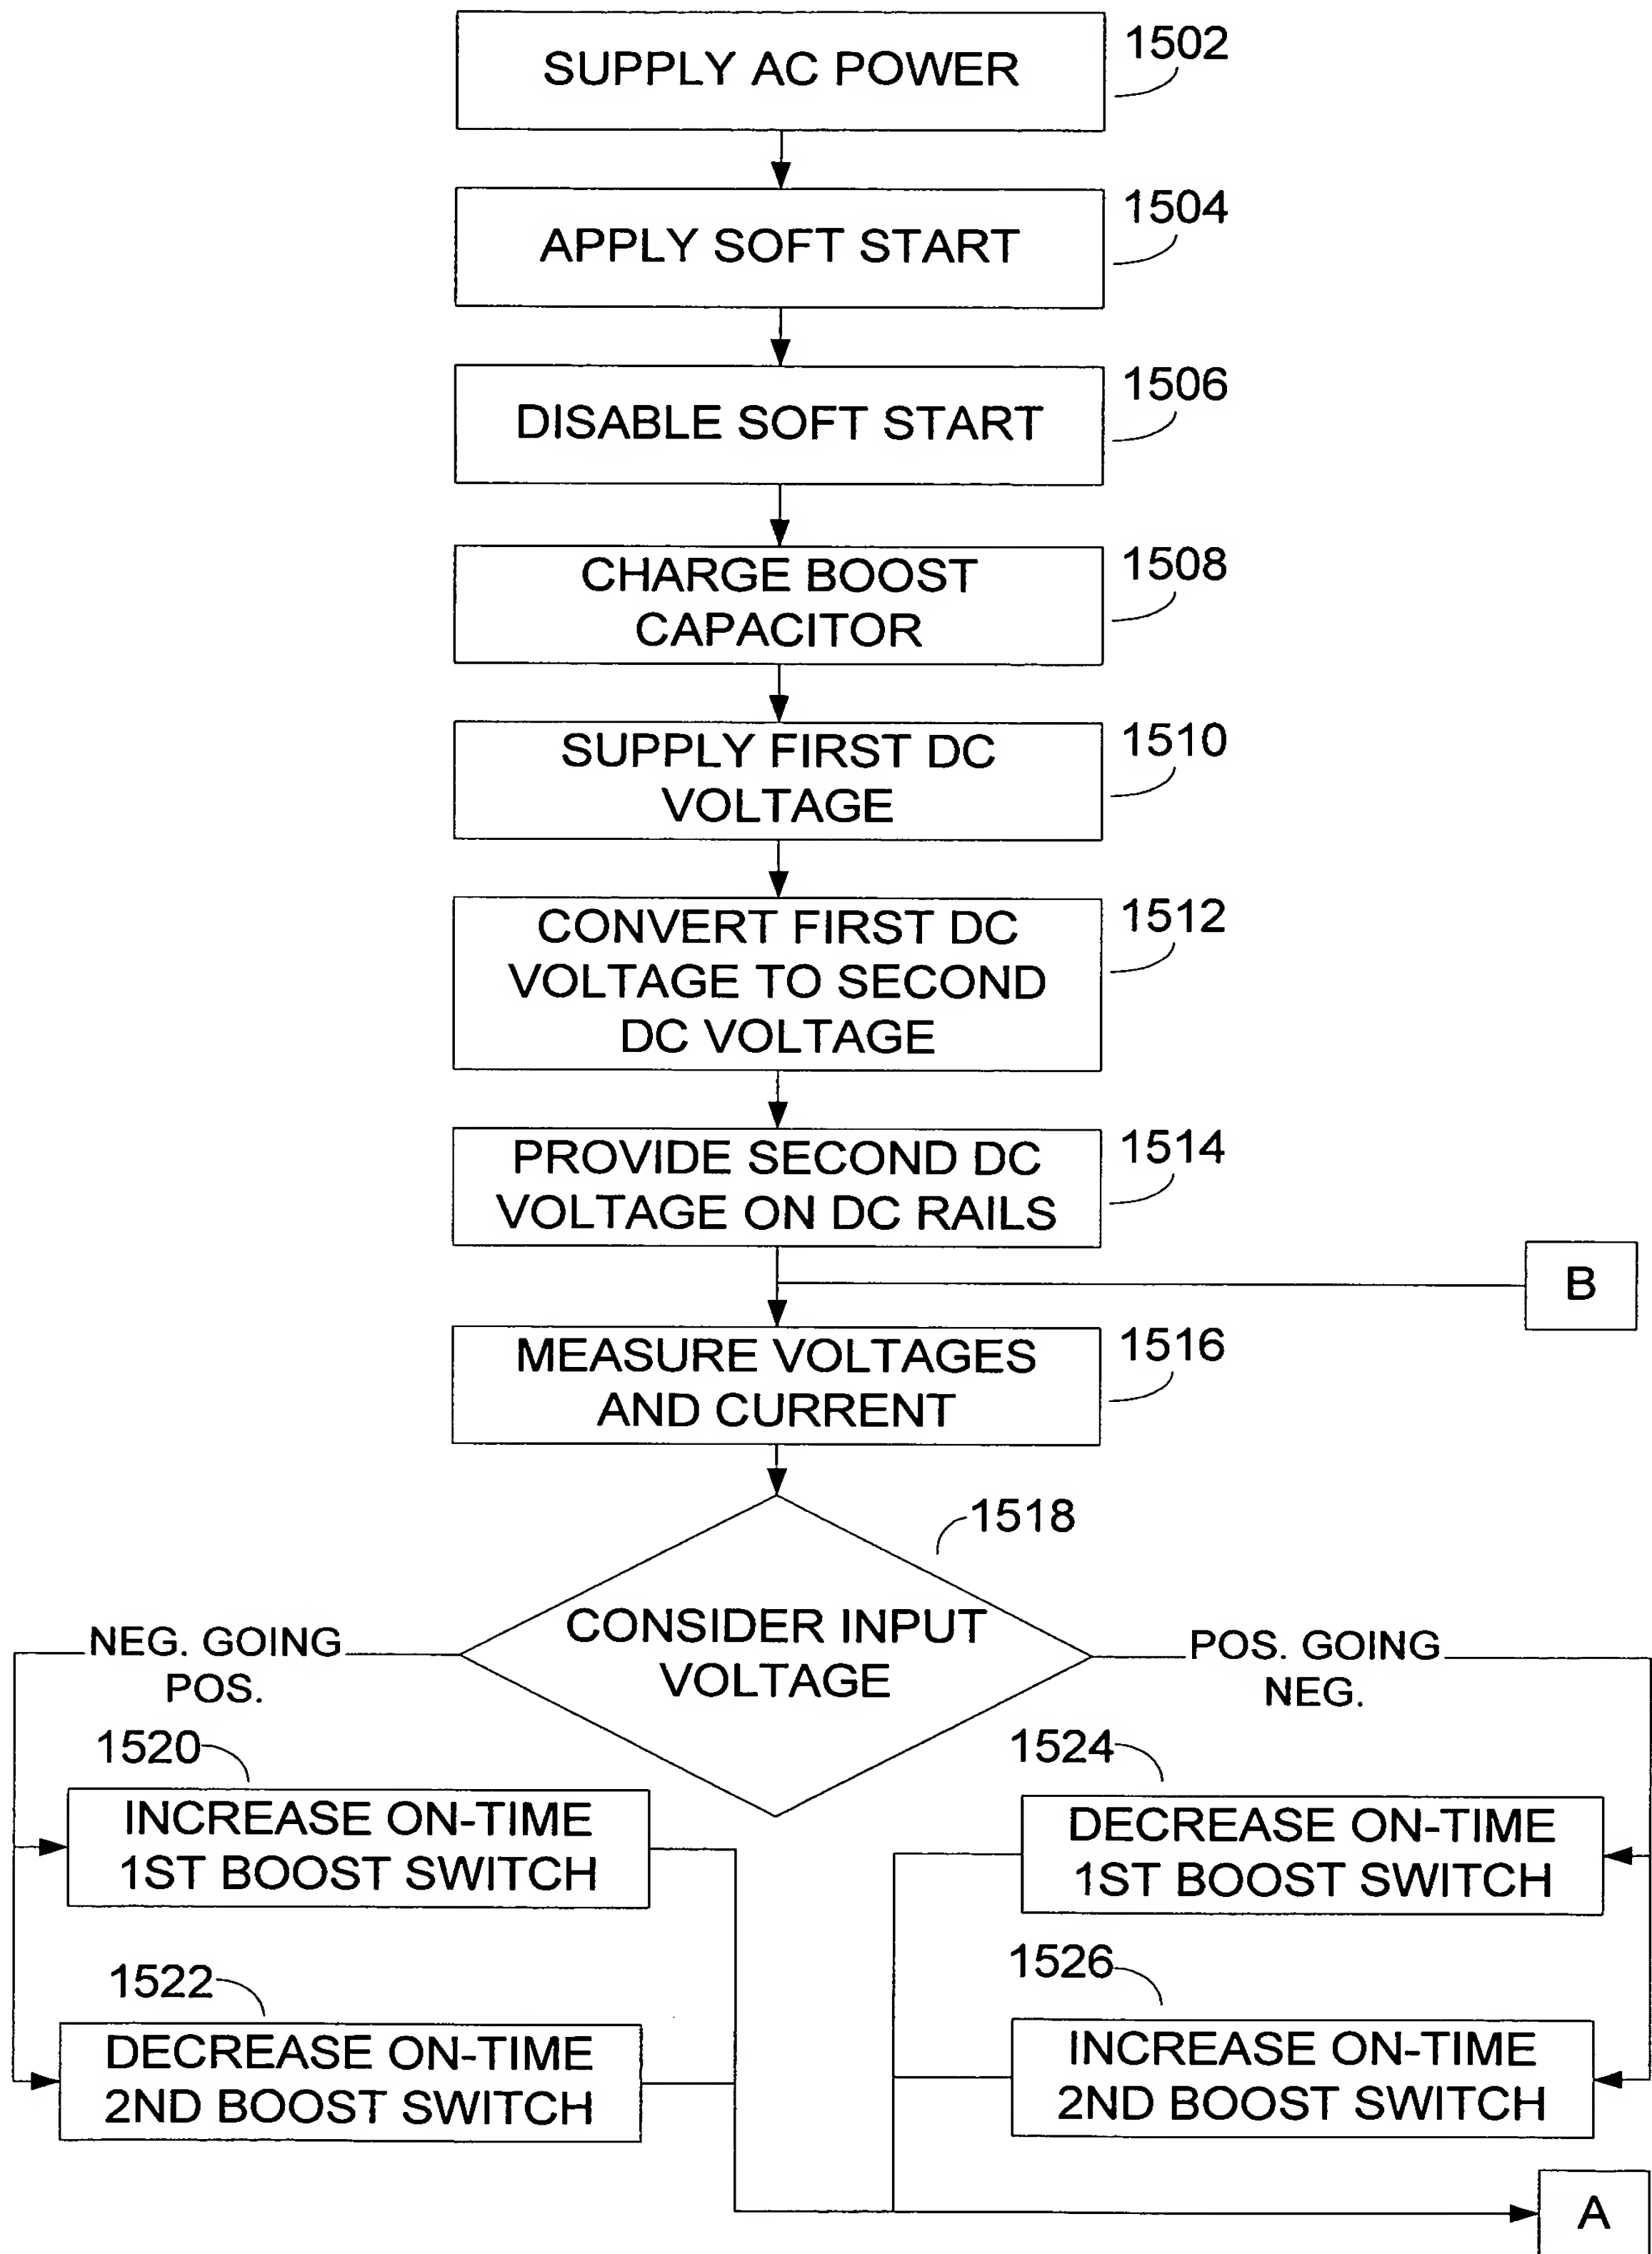 SUPPLY AC POWER
1502
APPLY SOFT START
1504
DISABLE SOFT START
1506
CHARGE BOOST
CAPACITOR
1508
SUPPLY FIRST DC
VOLTAGE
1510
CONVERT FIRST DC
VOLTAGE TO SECOND
DC VOLTAGE
1512
PROVIDE SECOND DC
VOLTAGE ON DC RAILS
1514
B
MEASURE VOLTAGES
AND CURRENT
1516
1518
CONSIDER INPUT
VOLTAGE
NEG. GOING
POS.
POS. GOING
NEG.
1520
INCREASE ON-TIME
1ST BOOST SWITCH
1524
DECREASE ON-TIME
1ST BOOST SWITCH
1522
DECREASE ON-TIME
2ND BOOST SWITCH
1526
INCREASE ON-TIME
2ND BOOST SWITCH
A